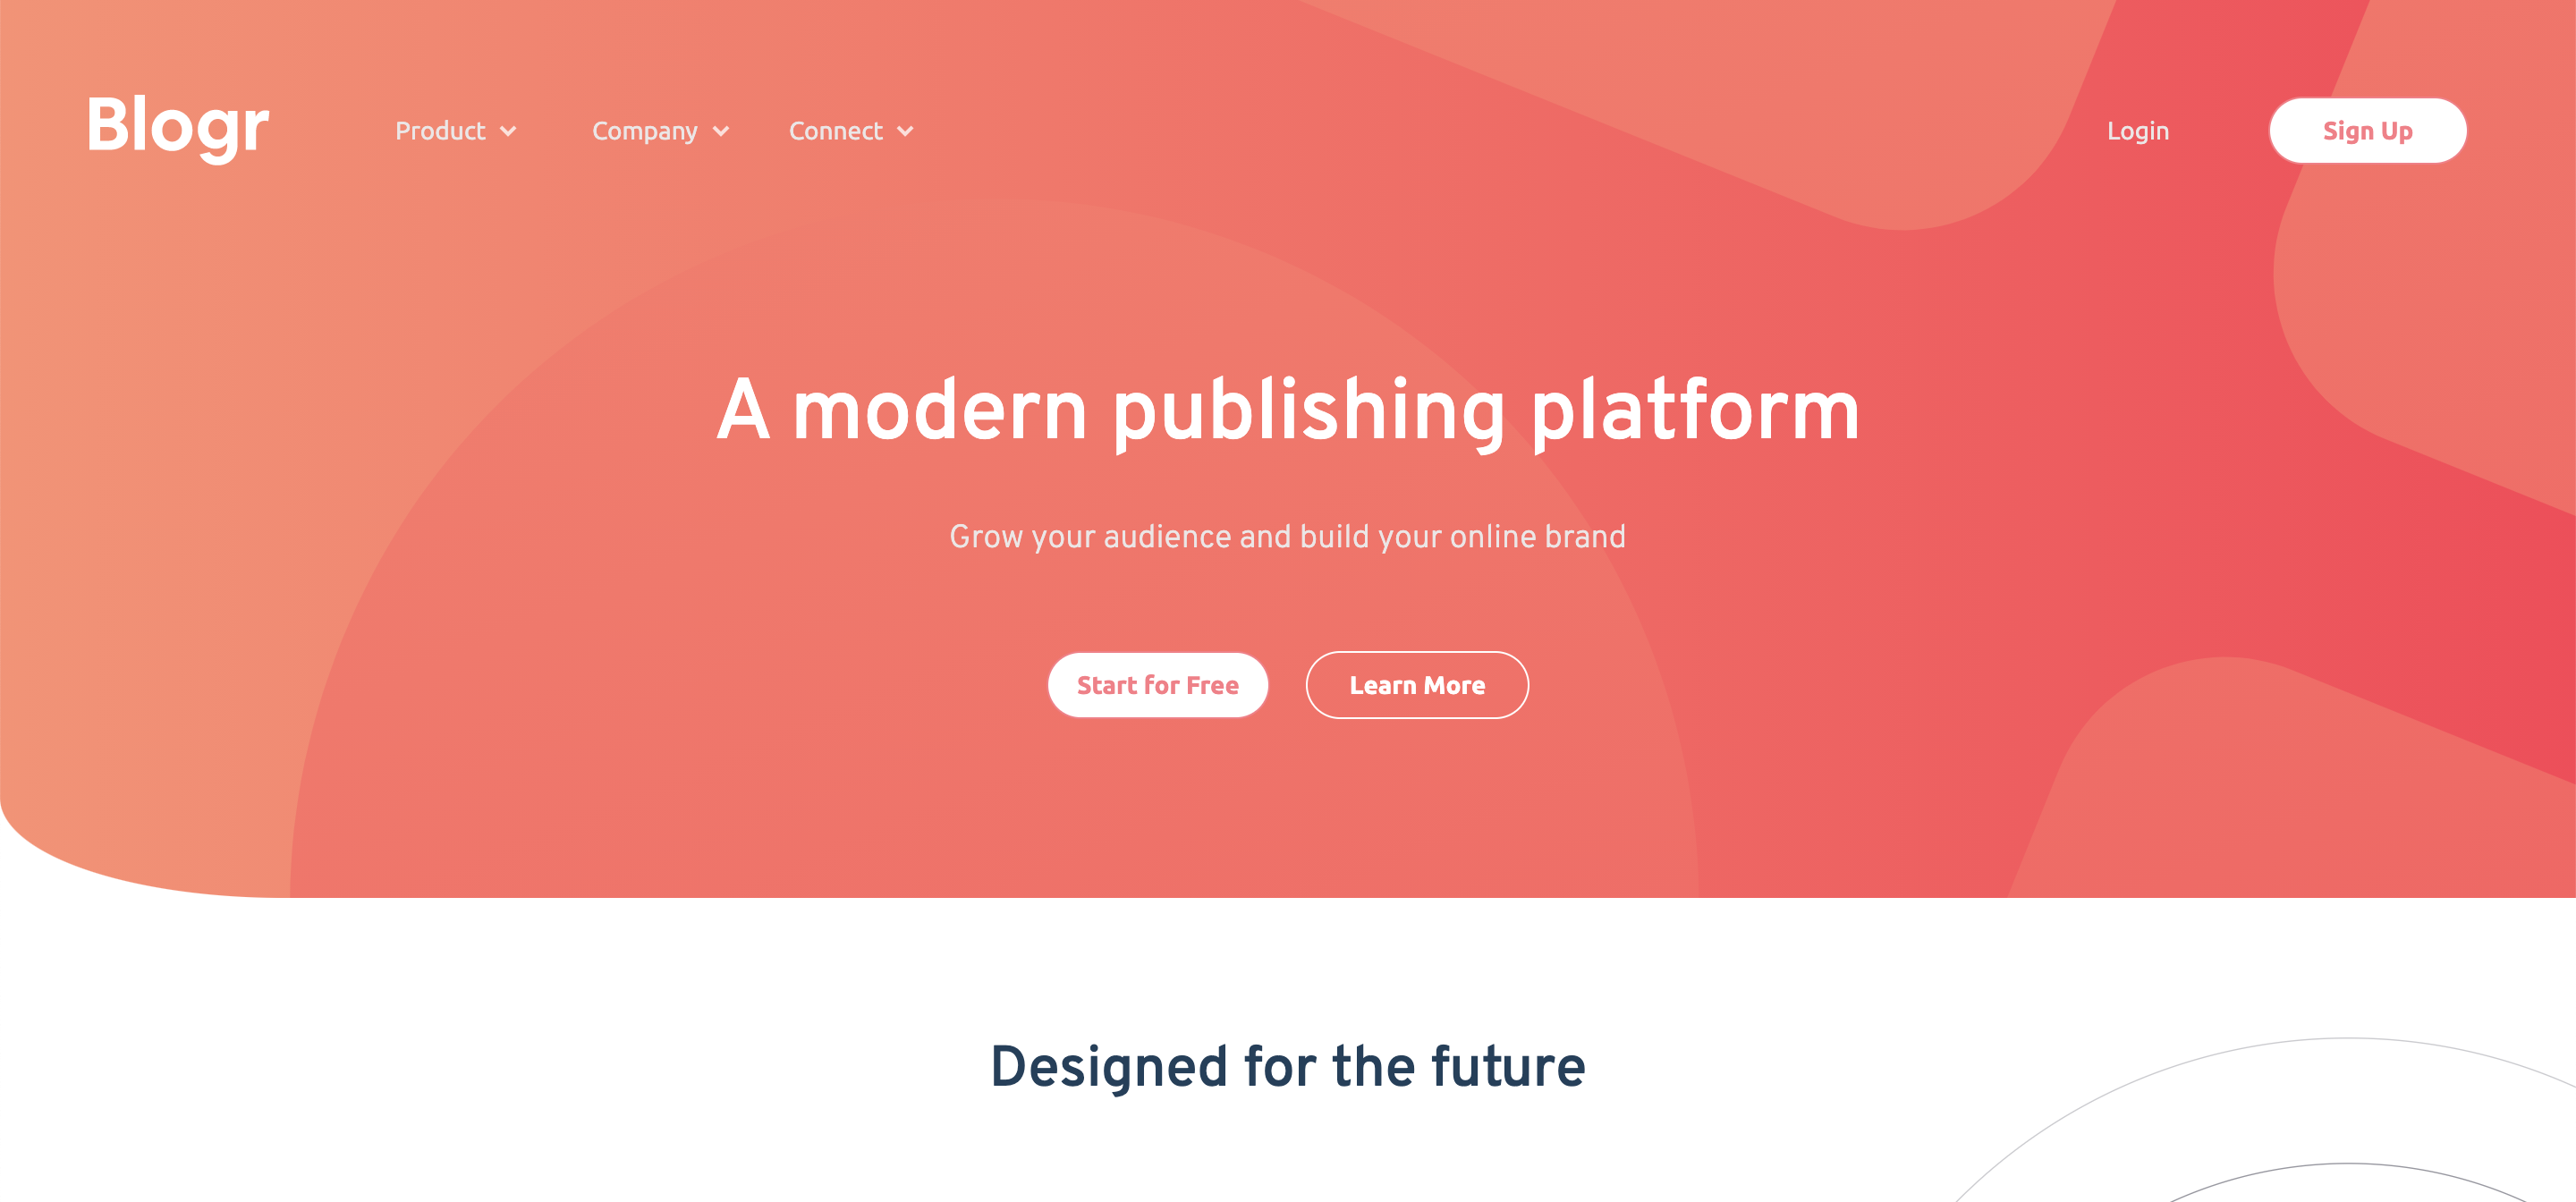 Blogr
Product
Company
Connect
Login
Sign Up
A modern publishing platform
Grow your audience and build your online brand
Start for Free
Learn More
Designed for the future